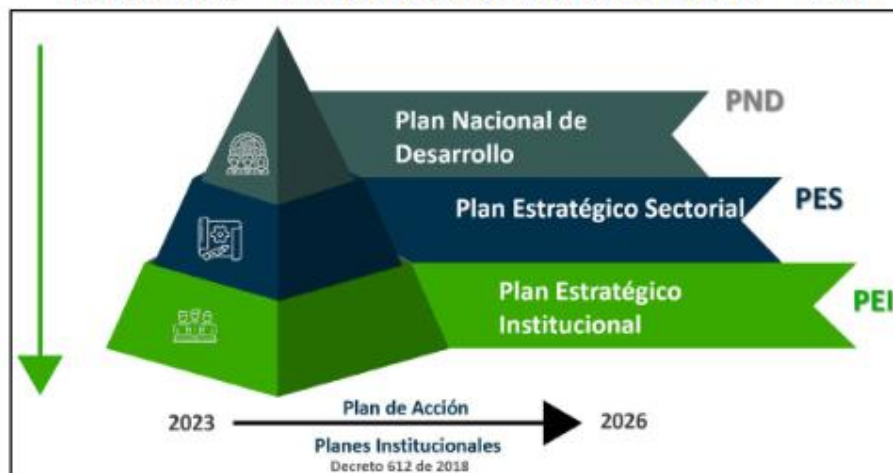 Plan Nacional de
Desarrollo
PND
Plan Estratégico Sectorial
PES
Plan Estratégico
Institucional
PEI
2023
Plan de Acción
2026
Planes Institucionales
Decreto 612 de 2018